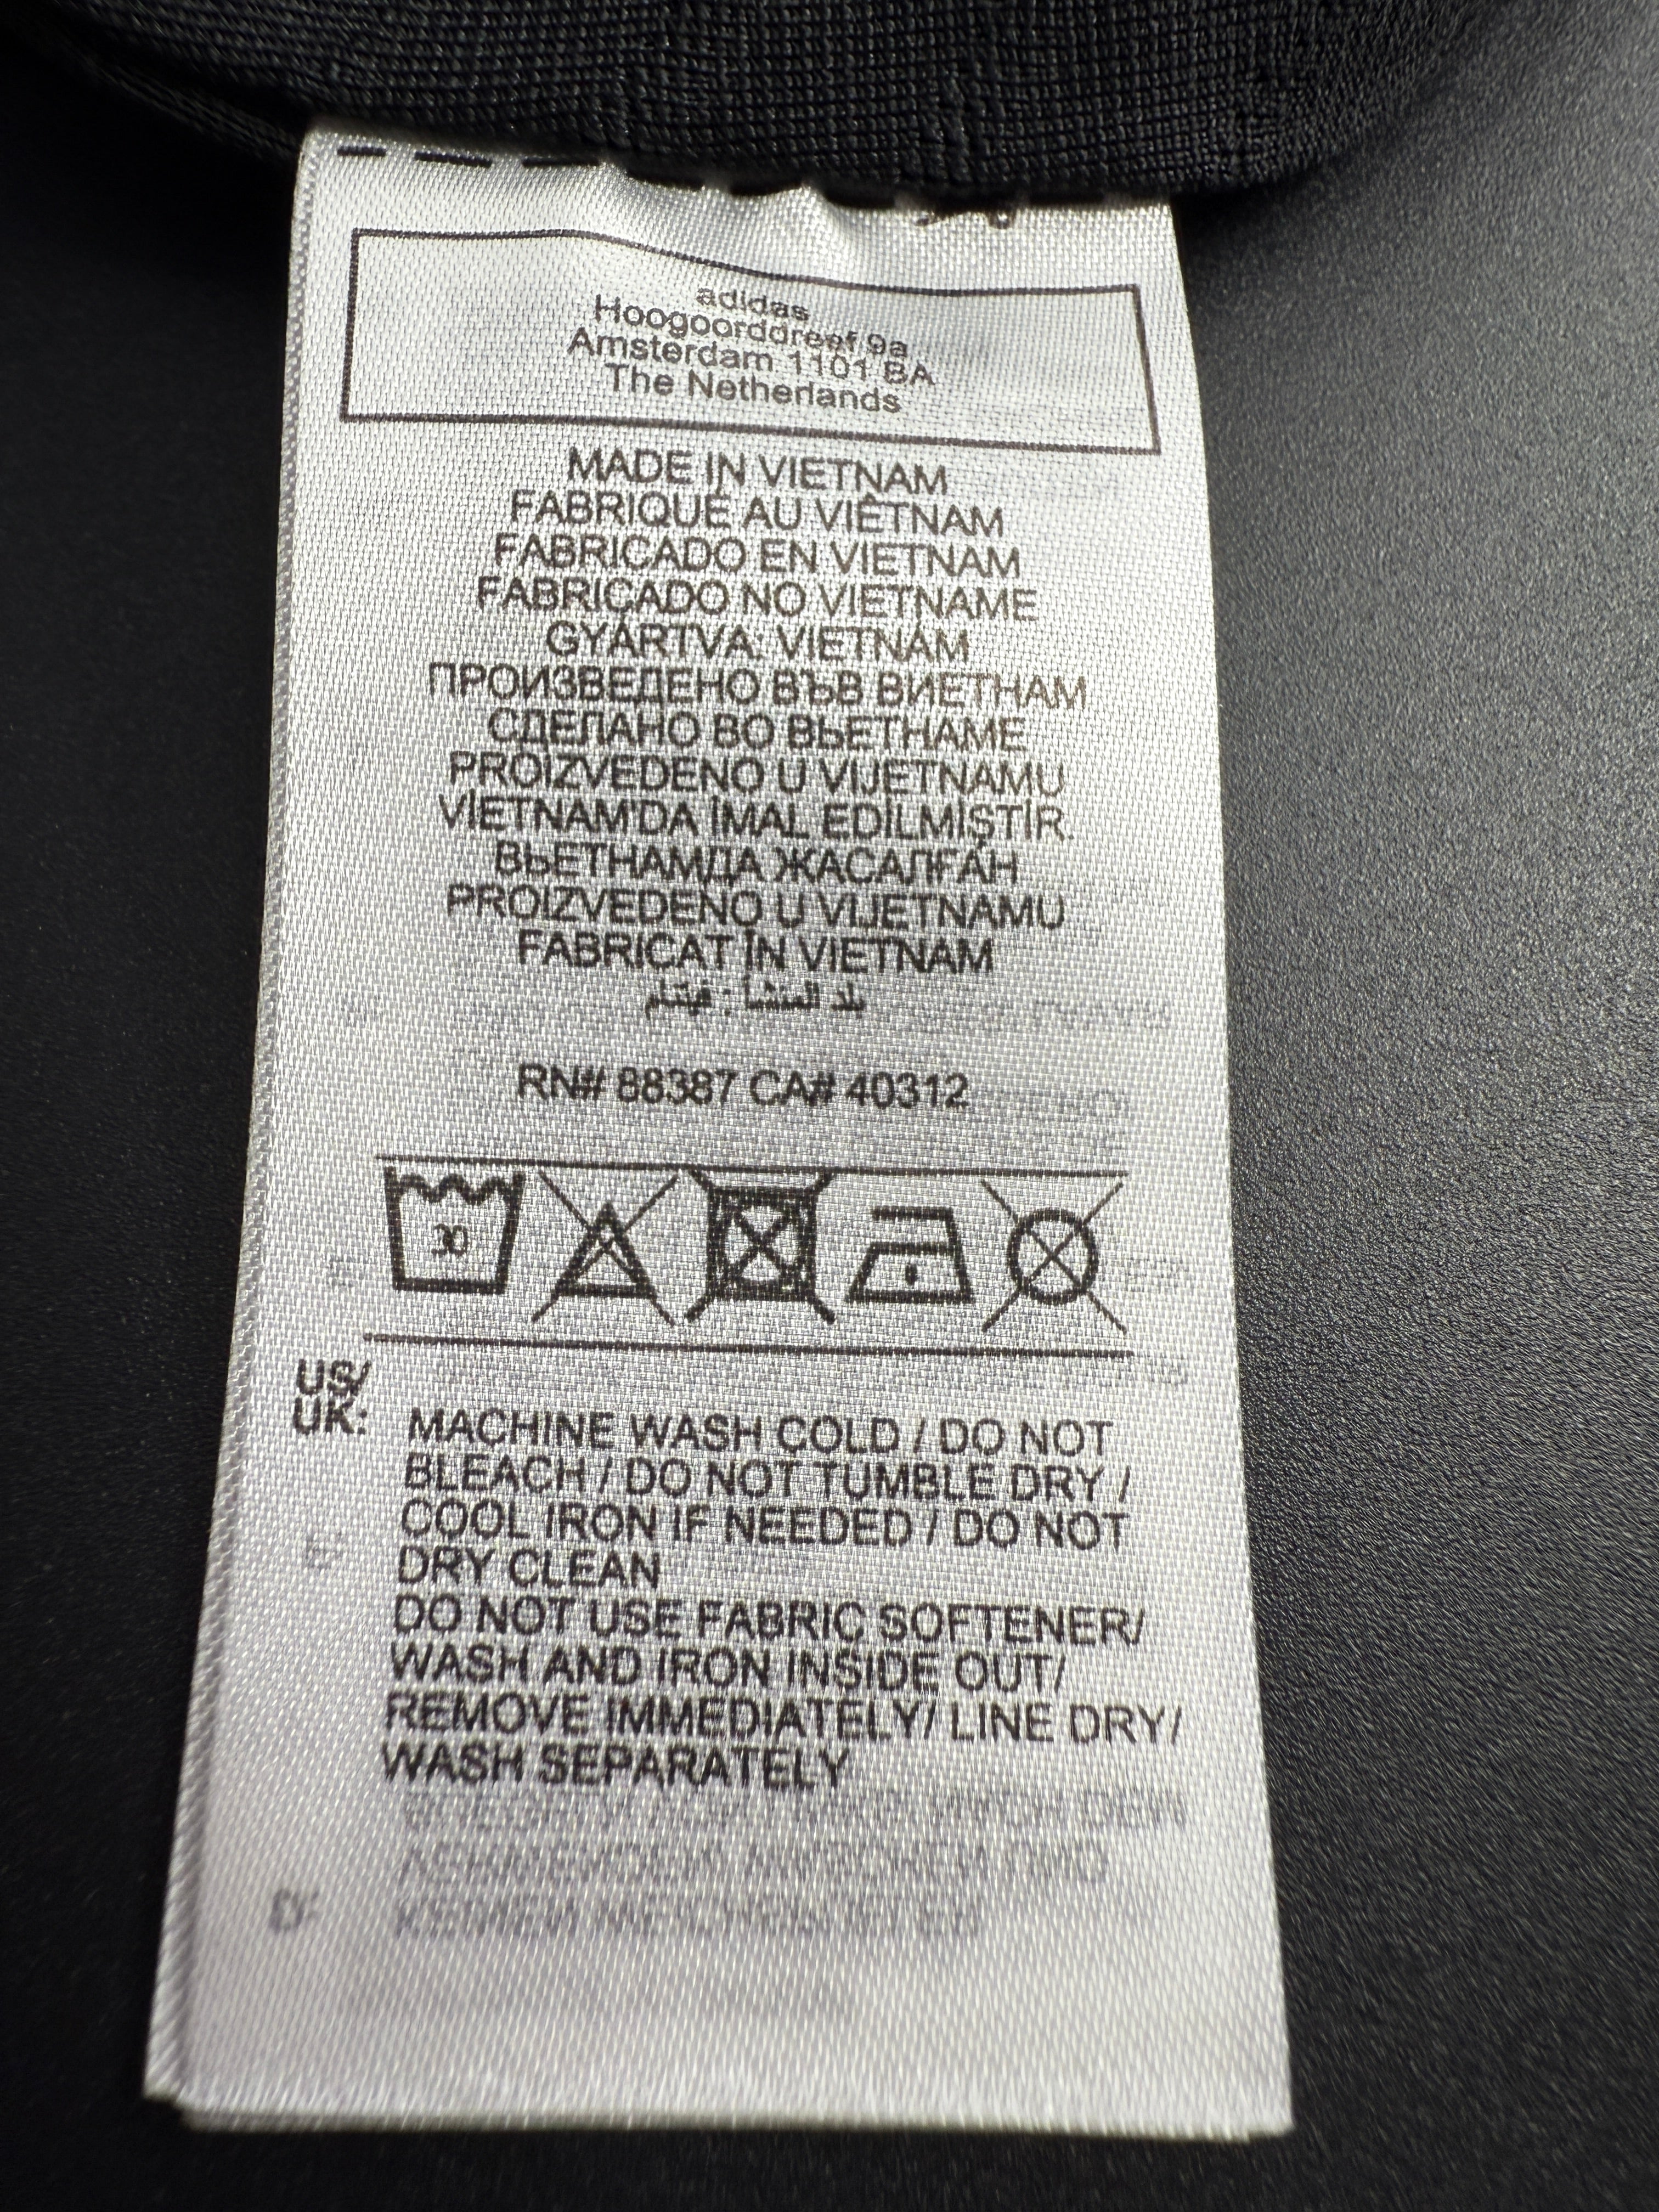 adidas
Hoogoorddreef 9a
Amsterdam 1101 BA
The Netherlands
MADE IN VIETNAM
FABRIQUÉ AU VIÊTNAM
FABRICADO EN VIETNAM
FABRICADO NO VIETNAME
GYÁRTVA: VIETNÁM
ПРОИЗВЕДЕНО ВЪВ ВИЕТНАМ
СДЕЛАНО ВО ВЬЕТНАМЕ
PROIZVEDENO U VIJETNAMU
VİETNAM'DA İMAL EDİLMİŞTİR.
ВЬЕТНАМДА ЖАСАЛҒАН
PROIZVEDENO U VIJETNAMU
FABRICAT ÎN VIETNAM
بلد المنشأ : فيتنام
RN# 88387 CA# 40312
30
US/
UK: MACHINE WASH COLD / DO NOT
BLEACH / DO NOT TUMBLE DRY /
COOL IRON IF NEEDED / DO NOT
DRY CLEAN
DO NOT USE FABRIC SOFTENER/
WASH AND IRON INSIDE OUT/
REMOVE IMMEDIATELY/ LINE DRY/
WASH SEPARATELY